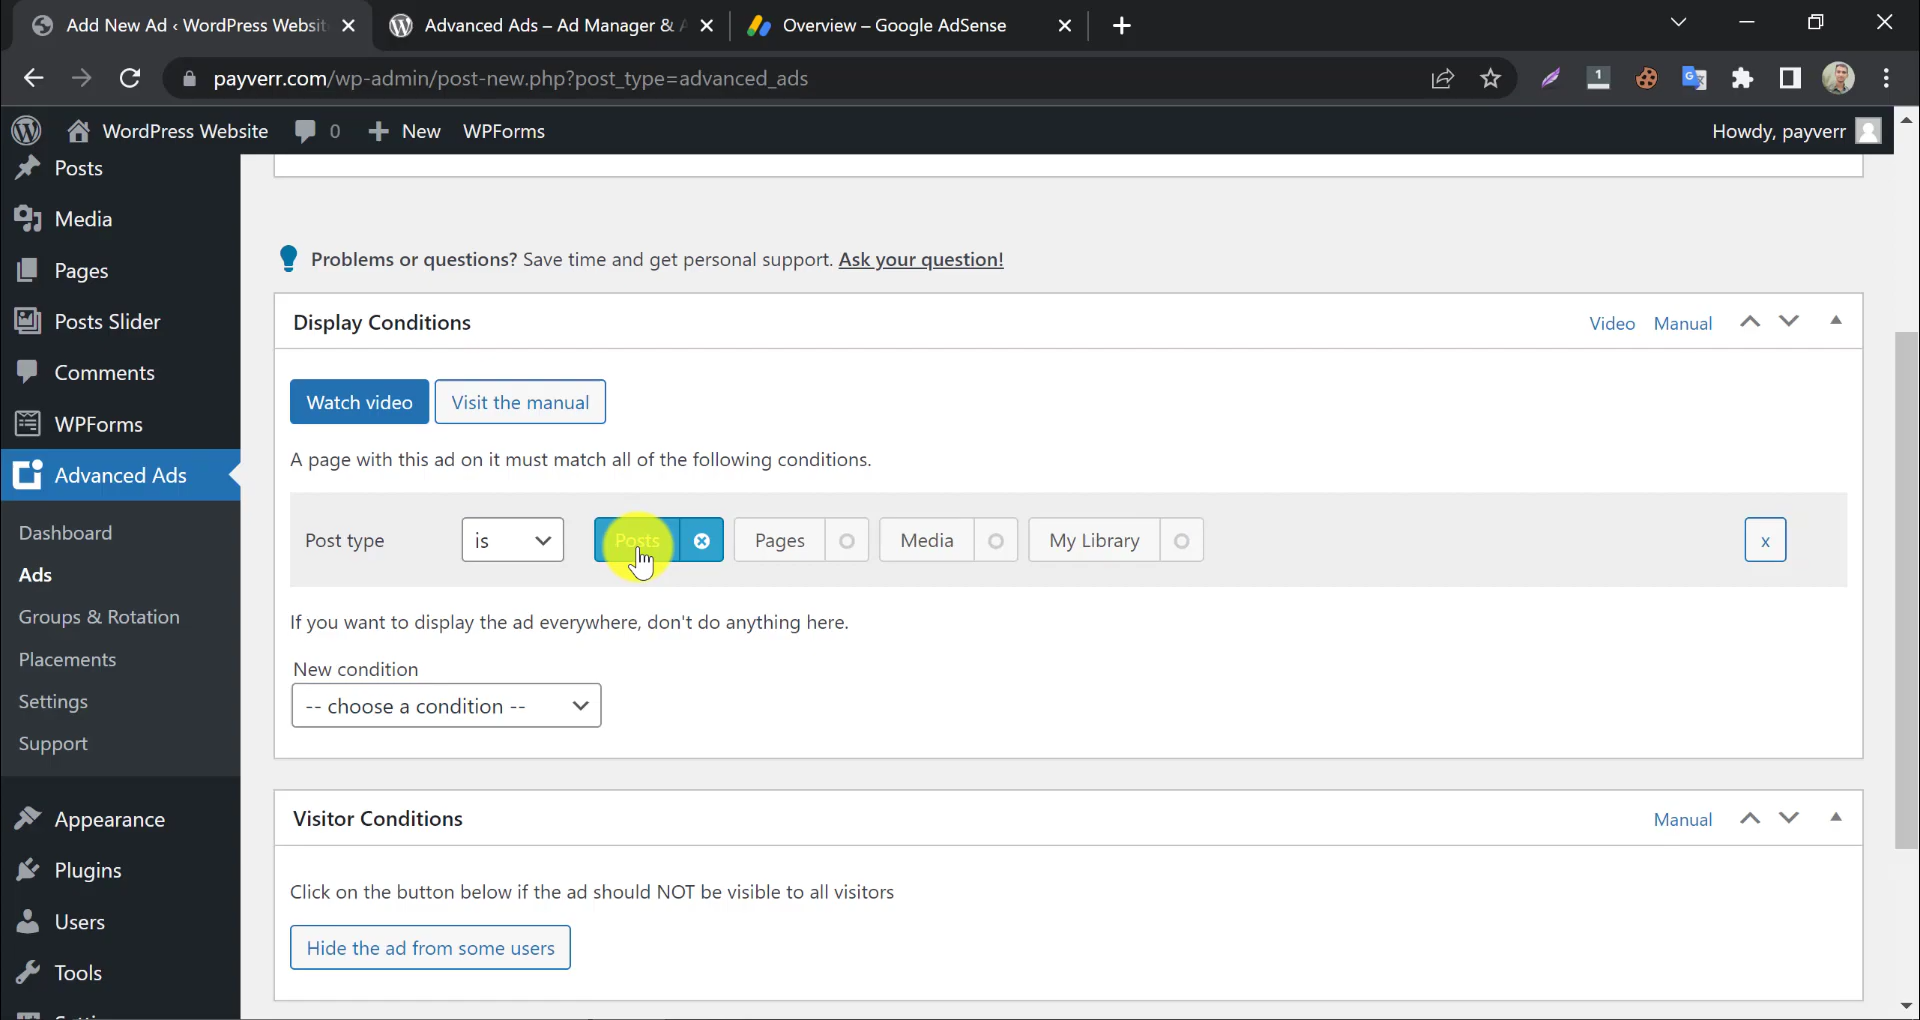 Add New Ad ‹ WordPress Websit
Advanced Ads – Ad Manager & A
Overview – Google AdSense
payverr.com/wp-admin/post-new.php?post_type=advanced_ads
1
WordPress Website
0
New
WPForms
Howdy, payverr
Posts
Media
Pages
Posts Slider
Comments
WPForms
Advanced Ads
Dashboard
Ads
Groups & Rotation
Placements
Settings
Support
Appearance
Plugins
Users
Tools
Problems or questions? Save time and get personal support. Ask your question!
Display Conditions
Video Manual
Watch video
Visit the manual
A page with this ad on it must match all of the following conditions.
Post type
is
Posts
Pages
Media
My Library
x
If you want to display the ad everywhere, don't do anything here.
New condition
-- choose a condition --
Visitor Conditions
Manual
Click on the button below if the ad should NOT be visible to all visitors
Hide the ad from some users